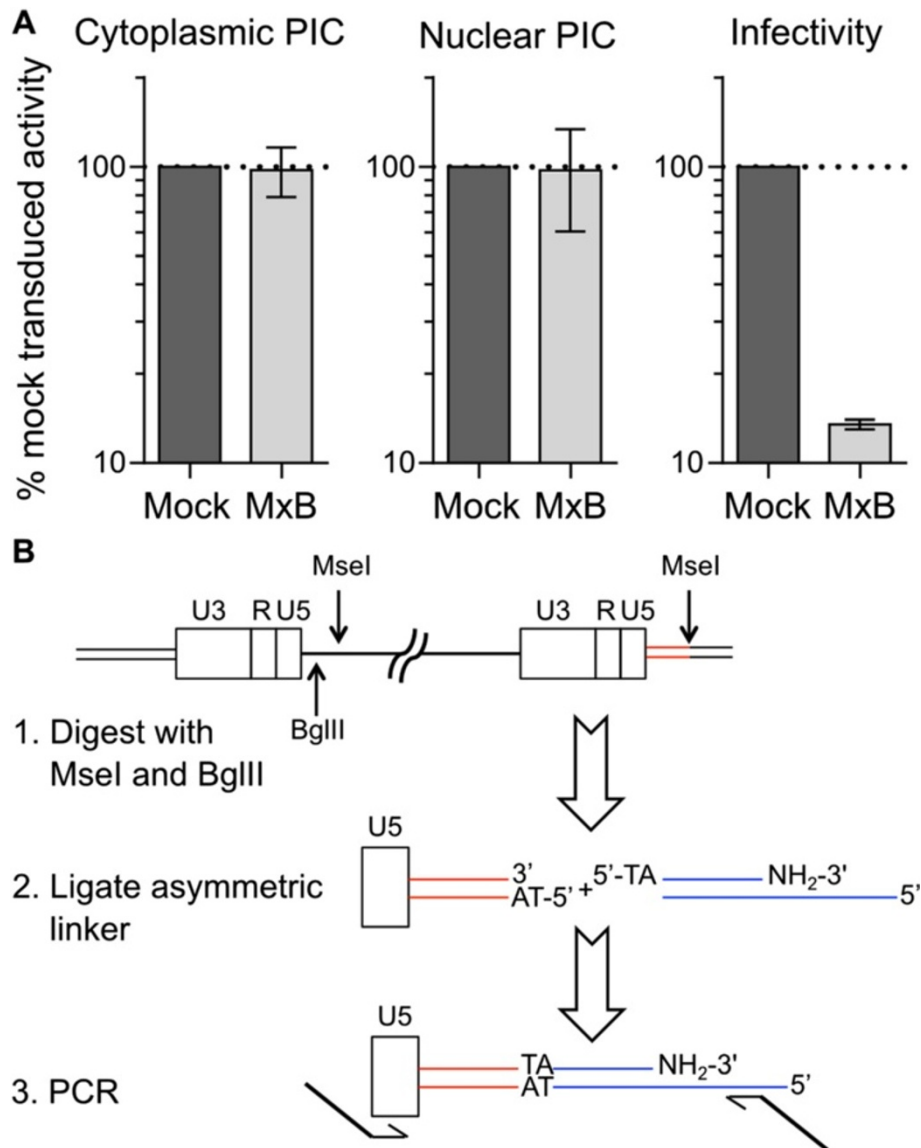 A
Cytoplasmic PIC
Nuclear PIC
Infectivity
% mock transduced activity
100
10
Mock MxB
100
10
Mock MxB
100
10
Mock MxB
B
MseI
MseI
U3 R U5
U3 R U5
BglII
1. Digest with
MseI and BglII
U5
3'
5'-TA
NH2-3'
AT-5'
+
5'
2. Ligate asymmetric
linker
U5
TA
NH2-3'
AT
5'
3. PCR